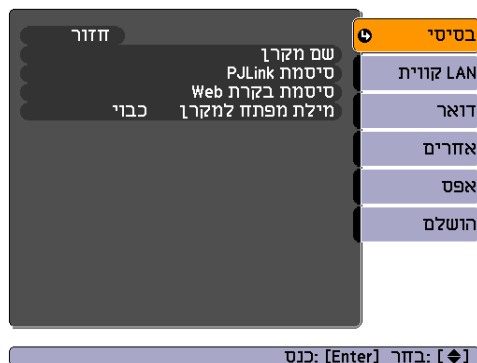 בסיסי
LAN קווית
דואר
אחרים
אפס
הושלם
חזור
שם מקרן
סיסמת PJLink
סיסמת בקרת Web
מילת מפתח למקרן כבוי
[♦] :בחר [Enter] :כנס